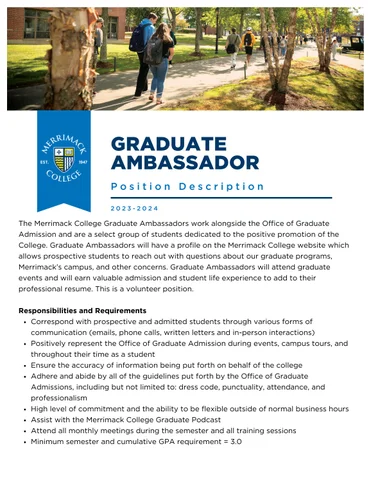 MERRIMACK
EST. 1947
COLLEGE
GRADUATE
AMBASSADOR
Position Description
2023-2024
The Merrimack College Graduate Ambassadors work alongside the Office of Graduate
Admission and are a select group of students dedicated to the positive promotion of the
College. Graduate Ambassadors will have a profile on the Merrimack College website which
allows prospective students to reach out with questions about our graduate programs,
Merrimack's campus, and other concerns. Graduate Ambassadors will attend graduate
events and will earn valuable admission and student life experience to add to their
professional resume. This is a volunteer position.
Responsibilities and Requirements
• Correspond with prospective and admitted students through various forms of
communication (emails, phone calls, written letters and in-person interactions)
• Positively represent the Office of Graduate Admission during events, campus tours, and
throughout their time as a student
• Ensure the accuracy of information being put forth on behalf of the college
• Adhere and abide by all of the guidelines put forth by the Office of Graduate
Admissions, including but not limited to: dress code, punctuality, attendance, and
professionalism
• High level of commitment and the ability to be flexible outside of normal business hours
• Assist with the Merrimack College Graduate Podcast
• Attend all monthly meetings during the semester and all training sessions
• Minimum semester and cumulative GPA requirement = 3.0